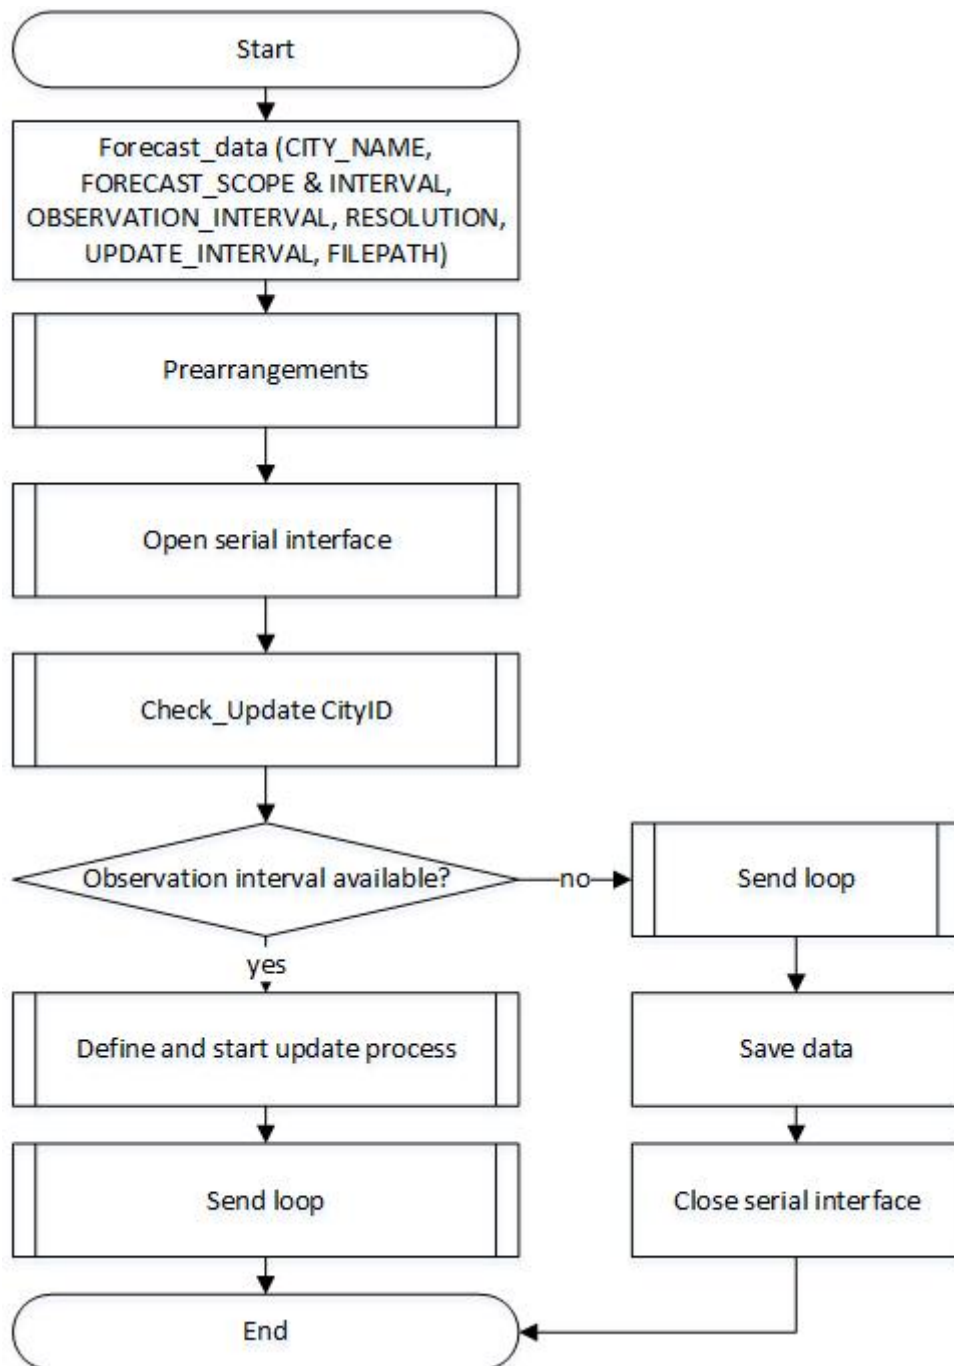 Start
Forecast_data (CITY_NAME,
FORECAST_SCOPE & INTERVAL,
OBSERVATION_INTERVAL, RESOLUTION,
UPDATE_INTERVAL, FILEPATH)
Prearrangements
Open serial interface
Check_Update CityID
Observation interval available?
no
Send loop
yes
Define and start update process
Save data
Send loop
Close serial interface
End